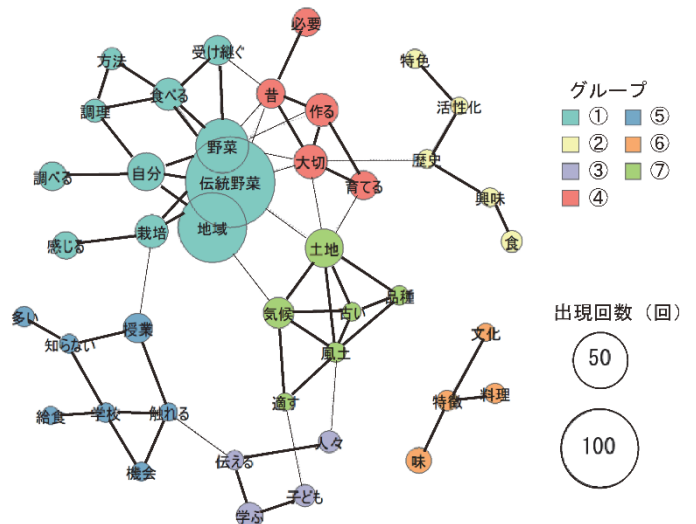 必要
受け継ぐ
方法
食べる
調理
昔
作る
特色
活性化
野菜
大切
歴史
調べる
自分
伝統野菜
育てる
興味
食
感じる
栽培
地域
土地
品種
気候
古い
風土
適す
多い
知らない
授業
給食
学校
触れる
機会
伝える
人々
学ぶ
子ども
文化
特徴
料理
味
グループ
① ⑤
② ⑥
③ ⑦
④
出現回数（回）
50
100